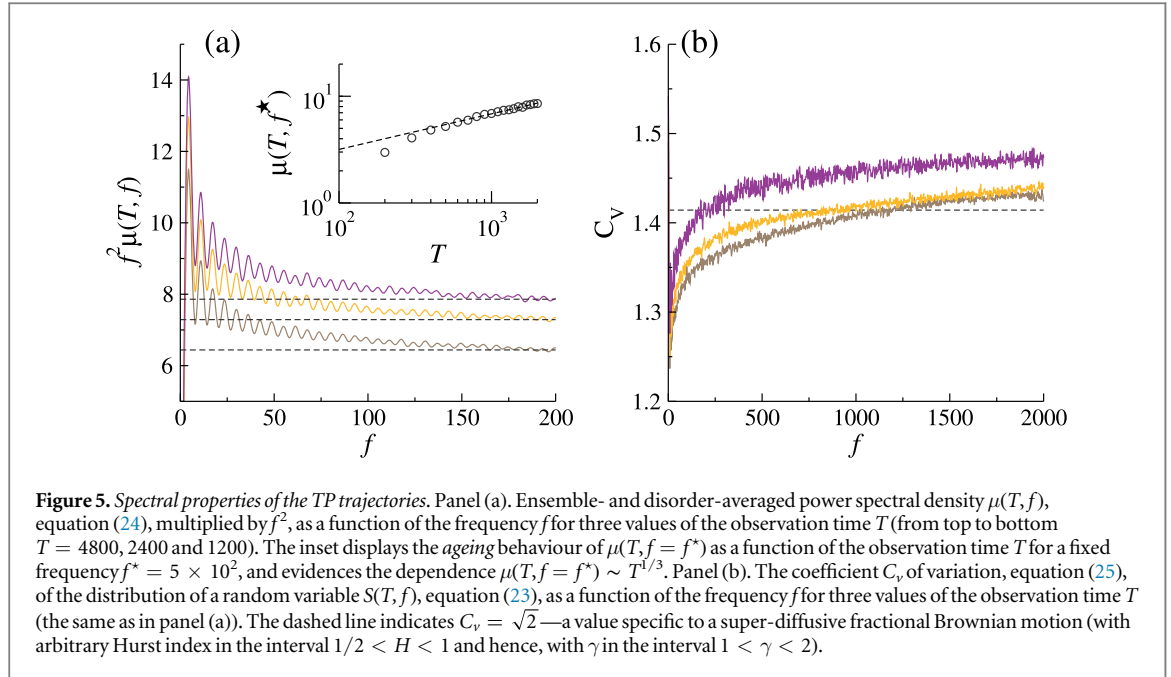 (a)
(b)
f²μ(T, f)
14
12
10
8
6
0
50
100
150
200
f
μ(T, f★)
10¹
10⁰
10²
10³
T
C_v
1.6
1.5
1.4
1.3
1.2
0
500
1000
1500
2000
f
Figure 5. Spectral properties of the TP trajectories. Panel (a). Ensemble- and disorder-averaged power spectral density μ(T, f),
equation (24), multiplied by f², as a function of the frequency f for three values of the observation time T (from top to bottom
T = 4800, 2400 and 1200). The inset displays the ageing behaviour of μ(T, f = f⋆) as a function of the observation time T for a fixed
frequency f⋆ = 5 × 10², and evidences the dependence μ(T, f = f⋆) ∼ T^1/3. Panel (b). The coefficient C_v of variation, equation (25),
of the distribution of a random variable S(T, f), equation (23), as a function of the frequency f for three values of the observation time T
(the same as in panel (a)). The dashed line indicates C_v = √2—a value specific to a super-diffusive fractional Brownian motion (with
arbitrary Hurst index in the interval 1/2 < H < 1 and hence, with γ in the interval 1 < γ < 2).